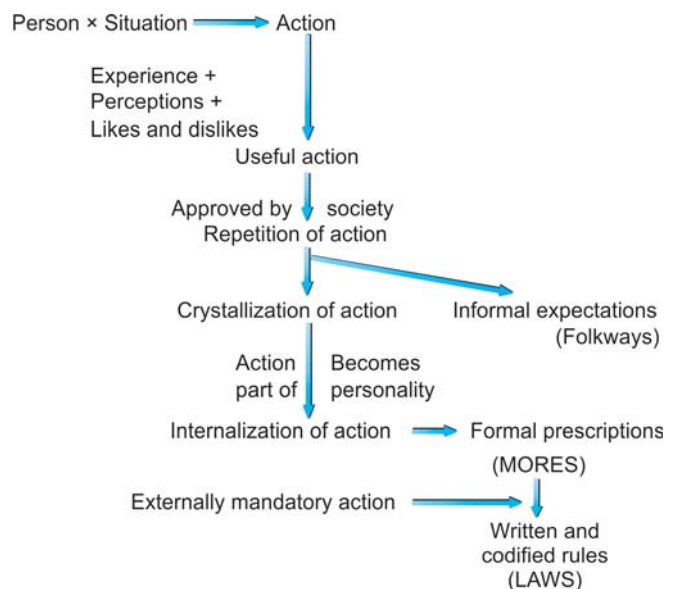 Person × Situation Action
Experience +
Perceptions +
Likes and dislikes
Useful action
Approved by society
Repetition of action
Crystallization of action Informal expectations
(Folkways)
Action Becomes
part of personality
Internalization of action Formal prescriptions
(MORES)
Externally mandatory action
Written and
codified rules
(LAWS)